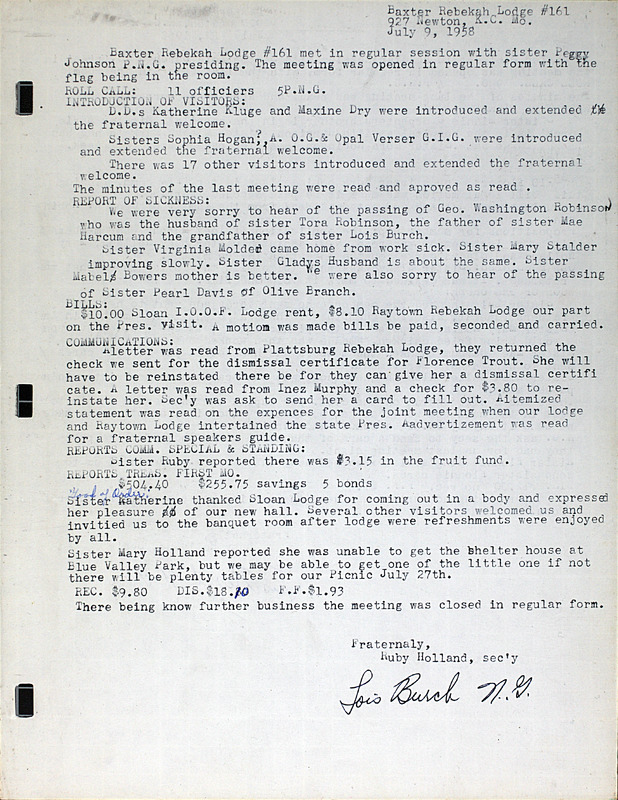 Baxter Rebekah Lodge #161
927 Newton, K.C. Mo.
July 9, 1958
Baxter Rebekah Lodge #161 met in regular session with sister Peggy
Johnson P.N.G. presiding. The meeting was opened in regular form with the
flag being in the room.
ROLL CALL: 11 officiers 5P.N.G.
INTRODUCTION OF VISITORS:
D.D.s Katherine Kluge and Maxine Dry were introduced and extended
the fraternal welcome.
Sisters Sophia Hogan,?A. O.G.& Opal Verser G.I.G. were introduced
and extended the fraternal welcome.
There was 17 other visitors introduced and extended the fraternal
welcome.
The minutes of the last meeting were read and aproved as read .
REPORT OF SICKNESS:
We were very sorry to hear of the passing of Geo. Washington Robinson
who was the husband of sister Tora Robinson, the father of sister Mae
Harcum and the grandfather of sister Lois Burch.
Sister Virginia Molded came home from work sick. Sister Mary Stalder
improving slowly. Sister Gladys Husband is about the same. Sister
Mabel Bowers mother is better. We were also sorry to hear of the passing
of Sister Pearl Davis of Olive Branch.
BILLS:
$10.00 Sloan I.O.O.F. Lodge rent, $8.10 Raytown Rebekah Lodge our part
on the Pres. visit. A motiom was made bills be paid, seconded and carried.
COMMUNICATIONS:
Aletter was read from Plattsburg Rebekah Lodge, they returned the
check we sent for the dismissal certificate for Florence Trout. She will
have to be reinstated there be for they can give her a dismissal certifi
cate. A letter was read from Inez Murphy and a check for $3.80 to re-
instate her. Sec'y was ask to send her a card to fill out. Aitemized
statement was read on the expences for the joint meeting when our lodge
and Raytown Lodge intertained the state Pres. Aadvertizement was read
for a fraternal speakers guide.
REPORTS COMM. SPECIAL & STANDING:
Sister Ruby reported there was $3.15 in the fruit fund.
REPORTS TREAS. FIRST MO.
$504.40 $255.75 savings 5 bonds
Good of Order.
Sister Katherine thanked Sloan Lodge for coming out in a body and expressed
her pleasure of our new hall. Several other visitors welcomed us and
invitied us to the banquet room after lodge were refreshments were enjoyed
by all.
Sister Mary Holland reported she was unable to get the shelter house at
Blue Valley Park, but we may be able to get one of the little one if not
there will be plenty tables for our Picnic July 27th.
REC. $9.80 DIS.$18.10 F.F.$1.93
There being know further business the meeting was closed in regular form.
Fraternaly,
Ruby Holland, sec'y
Lois Burch N.G.